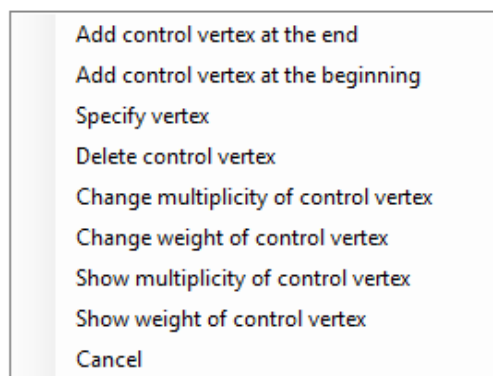 Add control vertex at the end
Add control vertex at the beginning
Specify vertex
Delete control vertex
Change multiplicity of control vertex
Change weight of control vertex
Show multiplicity of control vertex
Show weight of control vertex
Cancel